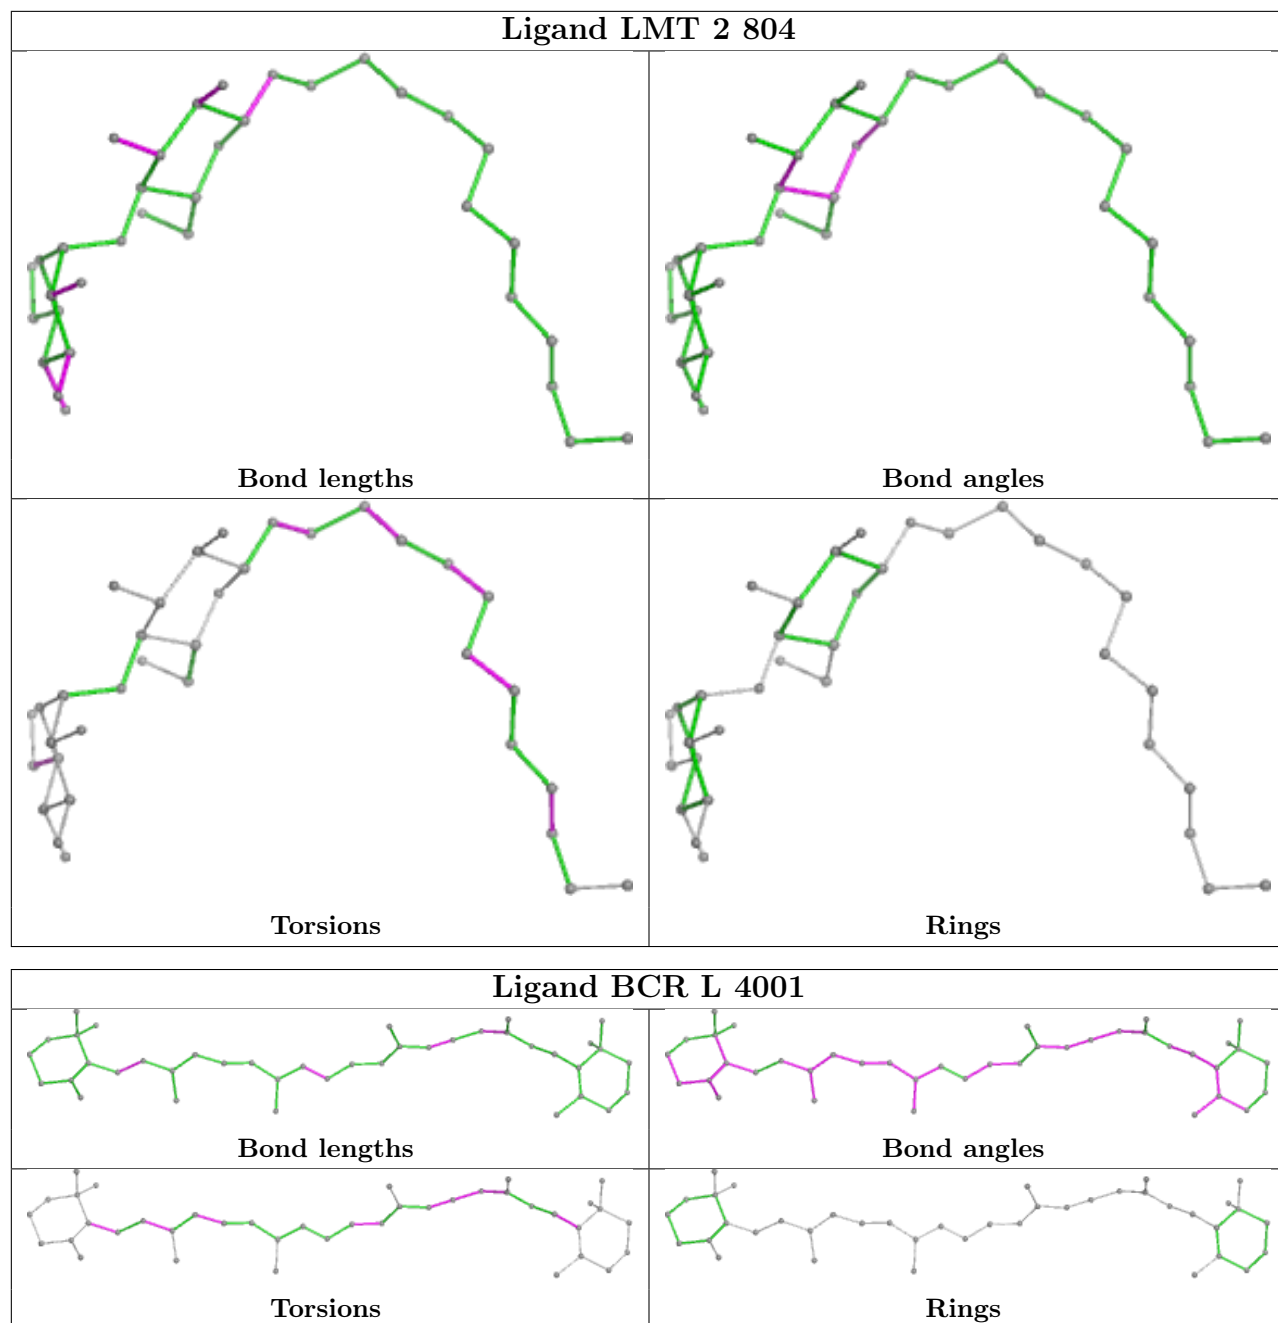 Ligand LMT 2 804
Bond lengths
Bond angles
Torsions
Rings
Ligand BCR L 4001
Bond lengths
Bond angles
Torsions
Rings